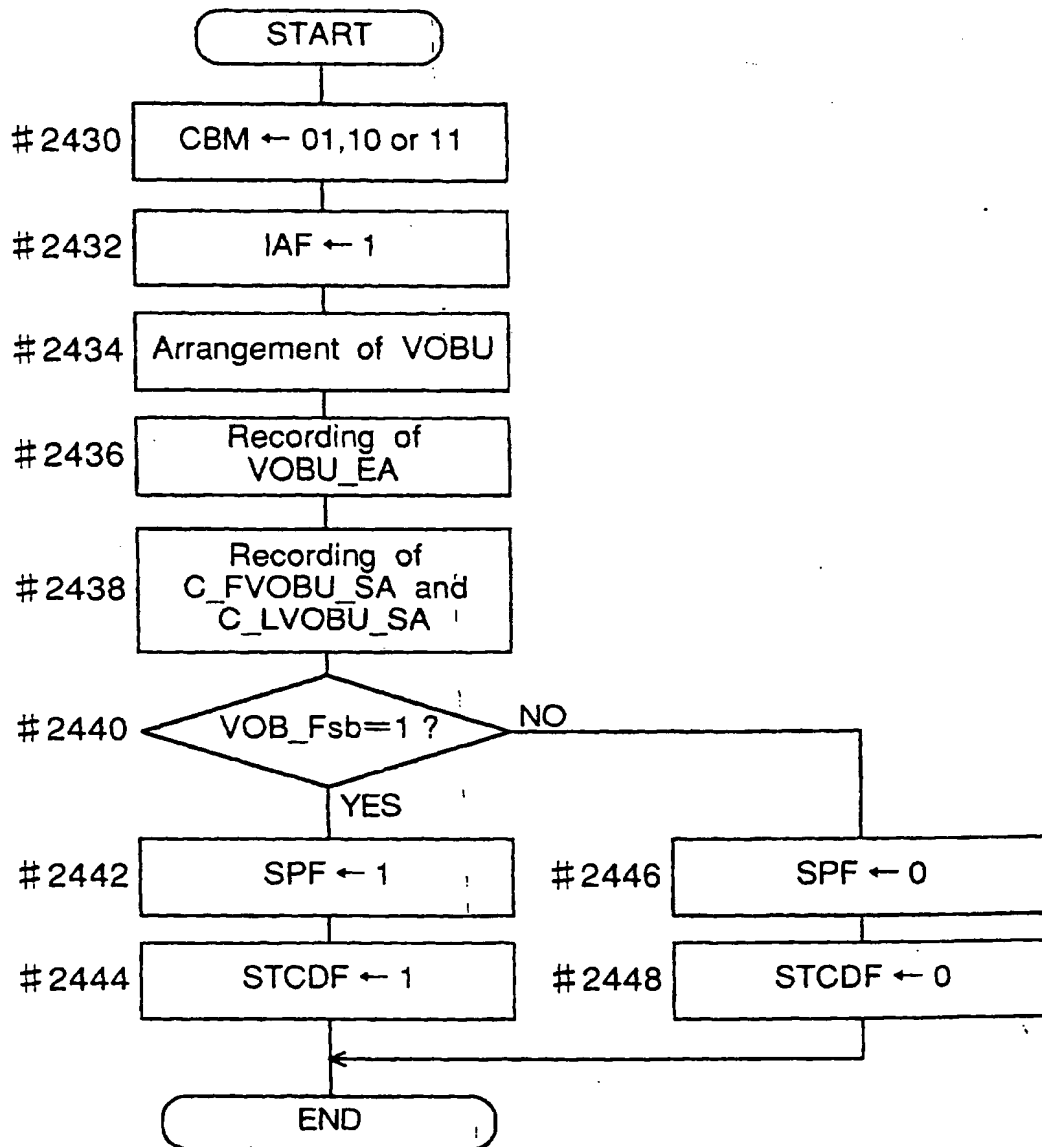 START
#2430
CBM ← 01,10 or 11
#2432
IAF ← 1
#2434
Arrangement of VOBU
#2436
Recording of
VOBU_EA
#2438
Recording of
C_FVOBU_SA and
C_LVOBU_SA
#2440
VOB_Fsb=1 ?
NO
YES
#2442
SPF ← 1
#2446
SPF ← 0
#2444
STCDF ← 1
#2448
STCDF ← 0
END